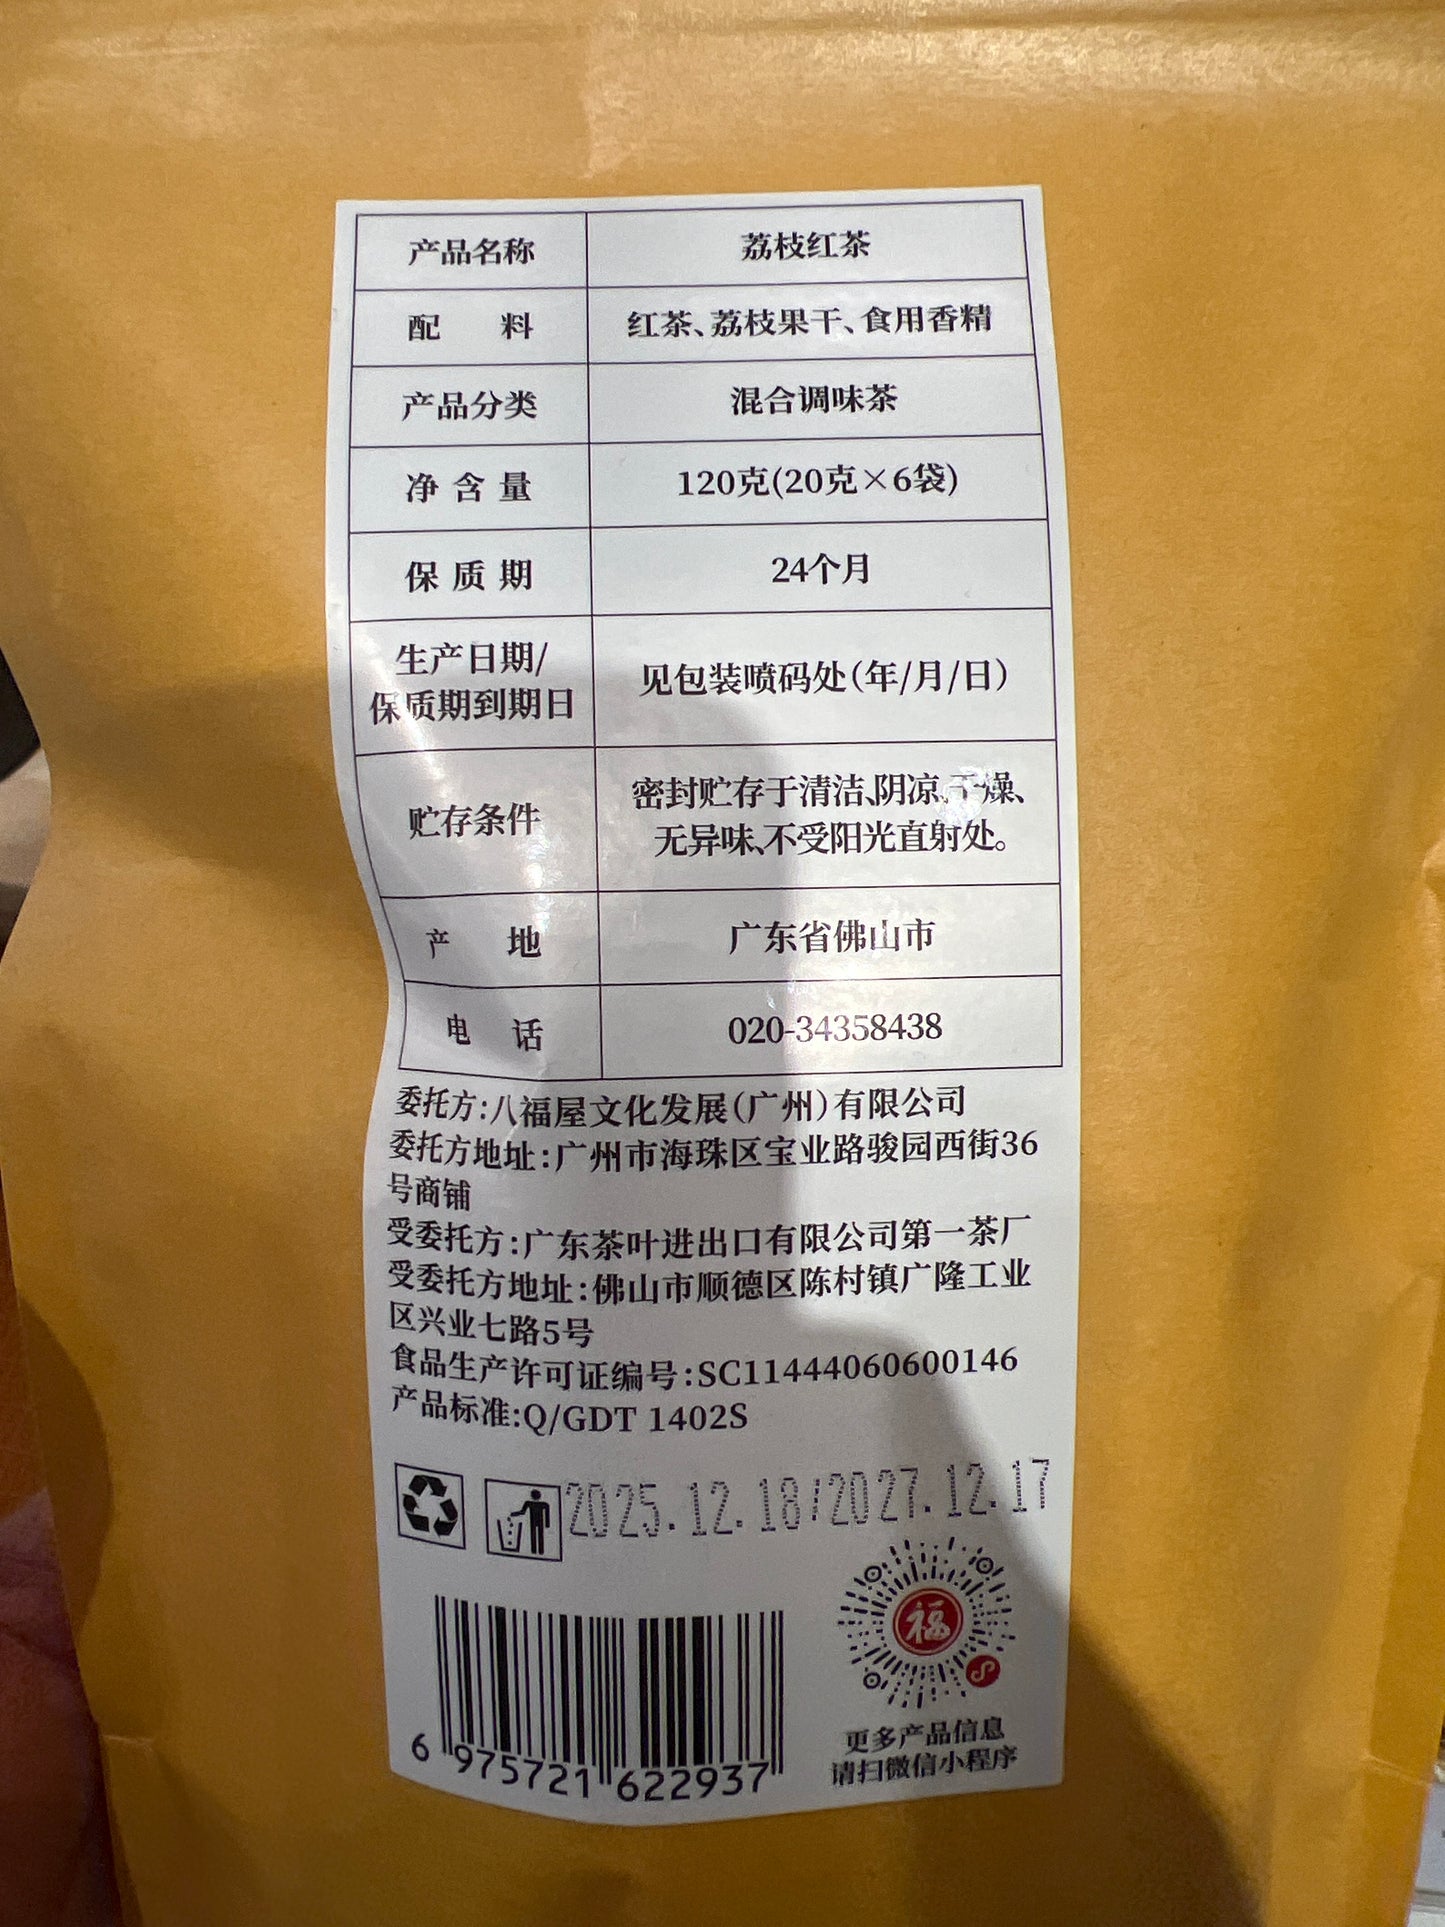 产品名称 荔枝红茶
配 料 红茶、荔枝果干、食用香精
产品分类 混合调味茶
净含量 120克(20克×6袋)
保质期 24个月
生产日期/
保质期到期日 见包装喷码处(年/月/日)
贮存条件 密封贮存于清洁、阴凉、干燥、
无异味、不受阳光直射处。
产 地 广东省佛山市
电 话 020-34358438
委托方:八福屋文化发展(广州)有限公司
委托方地址:广州市海珠区宝业路骏园西街36
号商铺
受委托方:广东茶叶进出口有限公司第一茶厂
受委托方地址:佛山市顺德区陈村镇广隆工业
区兴业七路5号
食品生产许可证编号:SC11444060600146
产品标准:Q/GDT 1402S
2025.12.18/2027.12.17
福
6 975721 622937
更多产品信息
请扫微信小程序